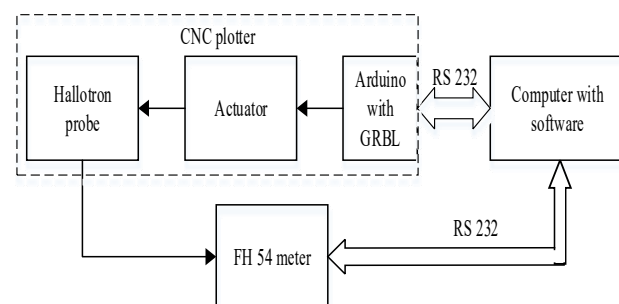 CNC plotter
Hallotron
probe
Actuator
Arduino
with
GRBL
RS 232
Computer with
software
FH 54 meter
RS 232